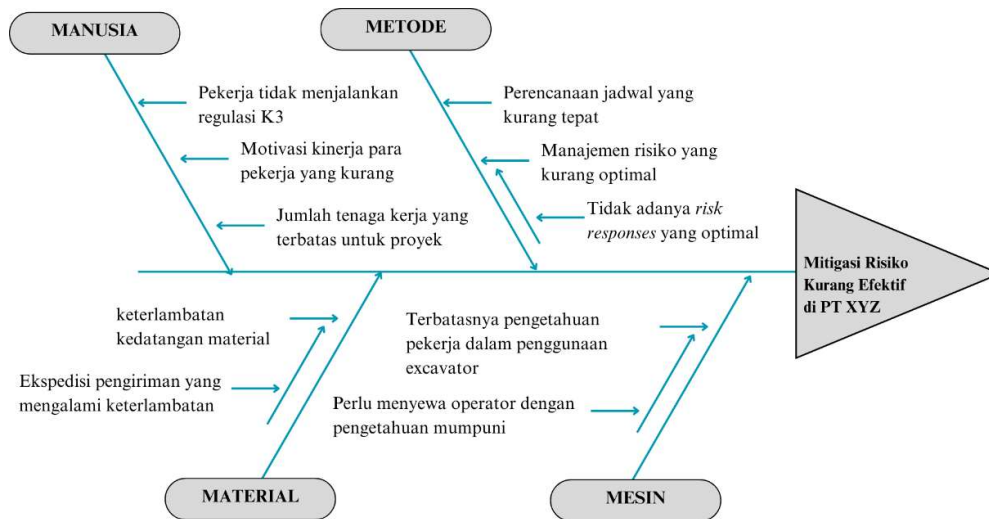 MANUSIA
METODE
Pekerja tidak menjalankan
regulasi K3
Motivasi kinerja para
pekerja yang kurang
Jumlah tenaga kerja yang
terbatas untuk proyek
Perencanaan jadwal yang
kurang tepat
Manajemen risiko yang
kurang optimal
Tidak adanya risk
responses yang optimal
Mitigasi Risiko
Kurang Efektif
di PT XYZ
keterlambatan
kedatangan material
Ekspedisi pengiriman yang
mengalami keterlambatan
Terbatasnya pengetahuan
pekerja dalam penggunaan
excavator
Perlu menyewa operator dengan
pengetahuan mumpuni
MATERIAL
MESIN